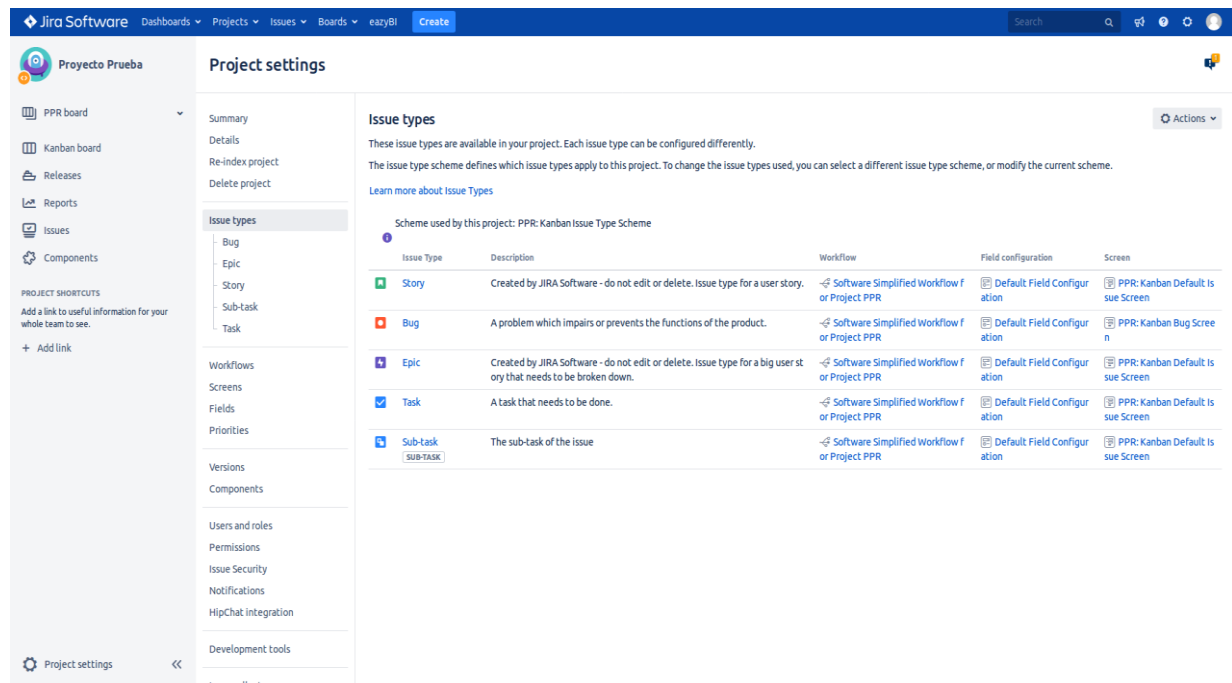 Jira Software Dashboards Projects Issues Boards eazyBI Create Search
Proyecto Prueba
PPR board
Kanban board
Releases
Reports
Issues
Components
PROJECT SHORTCUTS
Add a link to useful information for your
whole team to see.
+ Add link
Project settings
Project settings
Summary
Details
Re-index project
Delete project
Issue types
Bug
Epic
Story
Sub-task
Task
Workflows
Screens
Fields
Priorities
Versions
Components
Users and roles
Permissions
Issue Security
Notifications
HipChat integration
Development tools
Issue types
Actions
These issue types are available in your project. Each issue type can be configured differently.
The issue type scheme defines which issue types apply to this project. To change the issue types used, you can select a different issue type scheme, or modify the current scheme.
Learn more about Issue Types
Scheme used by this project: PPR: Kanban Issue Type Scheme
Issue Type Description Workflow Field configuration Screen
Story Created by JIRA Software - do not edit or delete. Issue type for a user story. Software Simplified Workflow f Default Field Configur PPR: Kanban Default Is
or Project PPR ation sue Screen
Bug A problem which impairs or prevents the functions of the product. Software Simplified Workflow f Default Field Configur PPR: Kanban Bug Scree
or Project PPR ation n
Epic Created by JIRA Software - do not edit or delete. Issue type for a big user st Software Simplified Workflow f Default Field Configur PPR: Kanban Default Is
ory that needs to be broken down. or Project PPR ation sue Screen
Task A task that needs to be done. Software Simplified Workflow f Default Field Configur PPR: Kanban Default Is
or Project PPR ation sue Screen
Sub-task The sub-task of the issue Software Simplified Workflow f Default Field Configur PPR: Kanban Default Is
SUB-TASK or Project PPR ation sue Screen